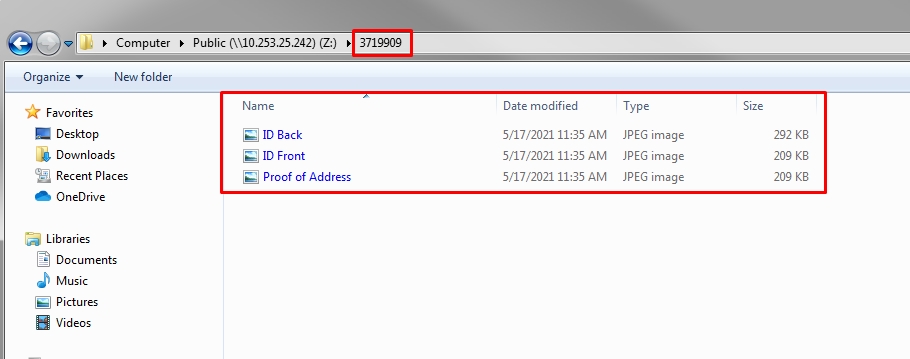 Computer Public (\\10.253.25.242) (Z:) 3719909
Organize New folder
Favorites
Desktop
Downloads
Recent Places
OneDrive
Libraries
Documents
Music
Pictures
Videos
Name Date modified Type Size
ID Back 5/17/2021 11:35 AM JPEG image 292 KB
ID Front 5/17/2021 11:35 AM JPEG image 209 KB
Proof of Address 5/17/2021 11:35 AM JPEG image 209 KB